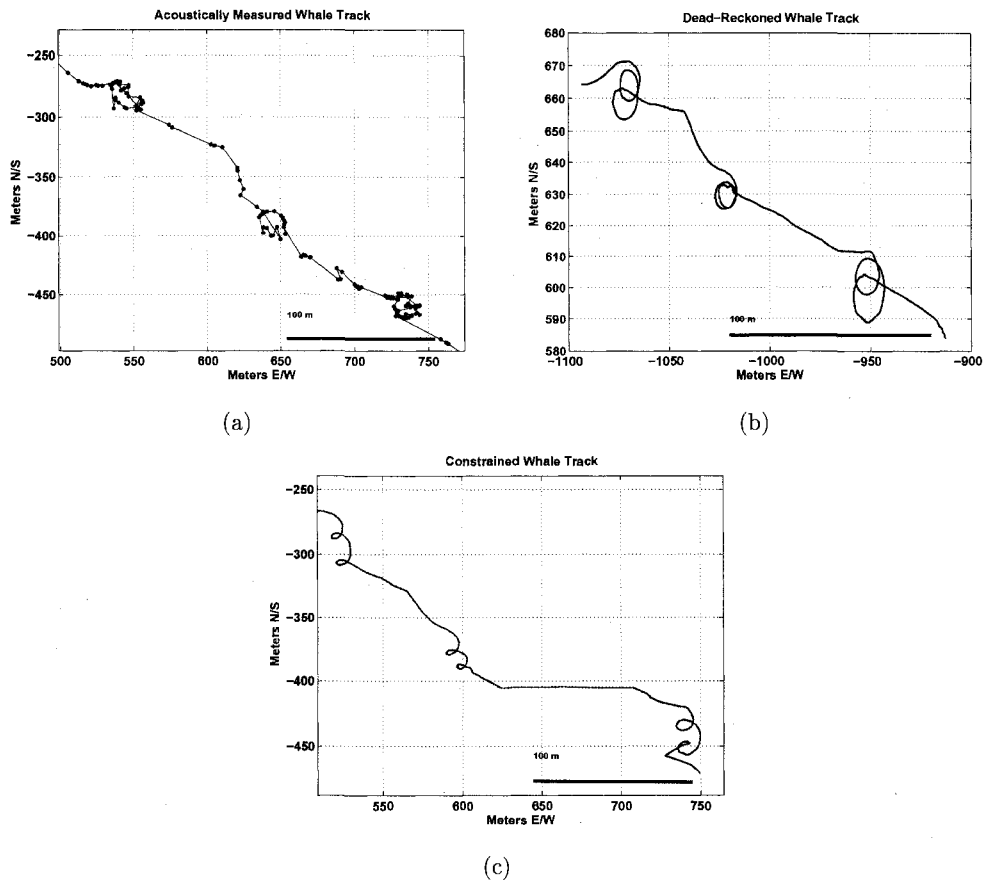 Acoustically Measured Whale Track
−250
−300
−350
−400
−450
Meters N/S
100 m
500 550 600 650 700 750
Meters E/W
(a)
Dead−Reckoned Whale Track
680
670
660
650
640
630
620
610
600
590
580
Meters N/S
100 m
−1100 −1050 −1000 −950 −900
Meters E/W
(b)
Constrained Whale Track
−250
−300
−350
−400
−450
Meters N/S
100 m
550 600 650 700 750
Meters E/W
(c)